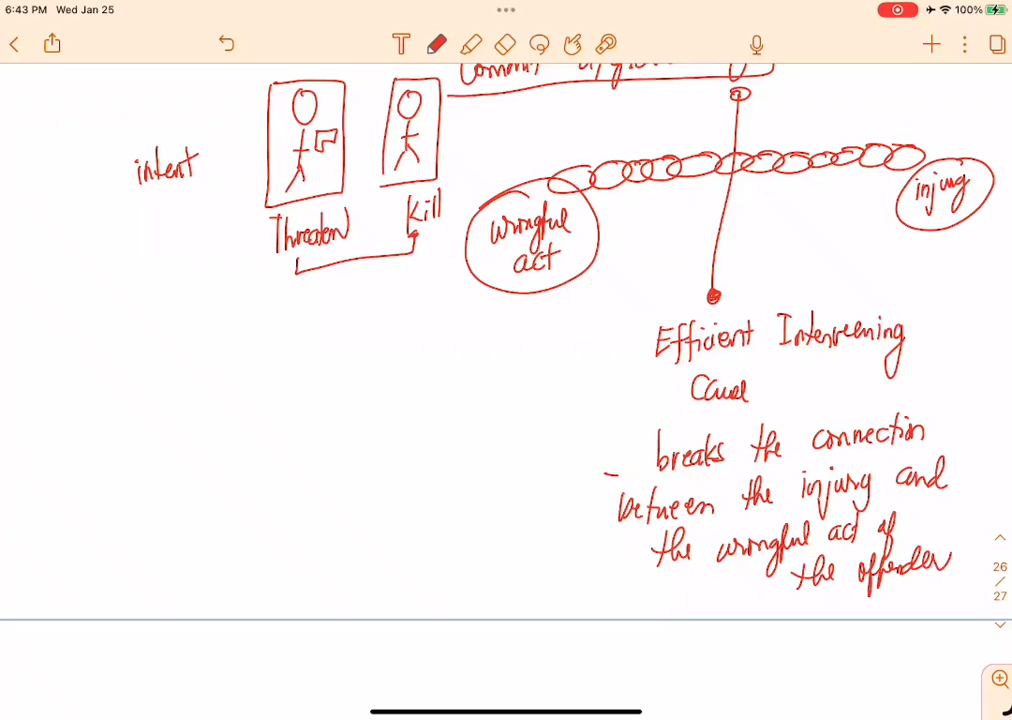 6:43 PM Wed Jan 25
100%
T
intent
Threaten
Kill
wrongful
act
injury
Efficient Intervening
Cause
- breaks the connection
between the injury and
the wrongful act of
the offender
26
/
27